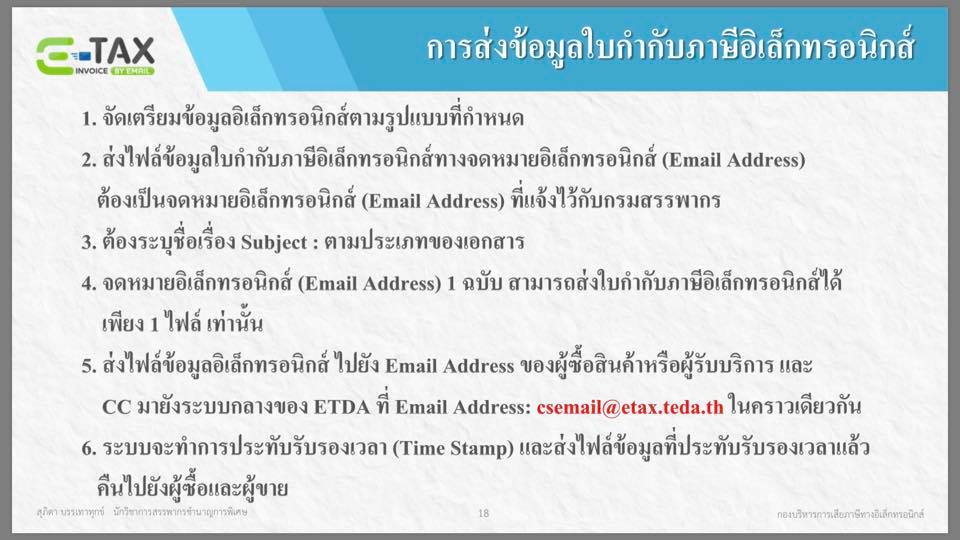 E-TAX
INVOICE BY EMAIL
การส่งข้อมูลใบกำกับภาษีอิเล็กทรอนิกส์
1. จัดเตรียมข้อมูลอิเล็กทรอนิกส์ตามรูปแบบที่กำหนด
2. ส่งไฟล์ข้อมูลใบกำกับภาษีอิเล็กทรอนิกส์ทางจดหมายอิเล็กทรอนิกส์ (Email Address)
ต้องเป็นจดหมายอิเล็กทรอนิกส์ (Email Address) ที่แจ้งไว้กับกรมสรรพากร
3. ต้องระบุชื่อเรื่อง Subject : ตามประเภทของเอกสาร
4. จดหมายอิเล็กทรอนิกส์ (Email Address) 1 ฉบับ สามารถส่งใบกำกับภาษีอิเล็กทรอนิกส์ได้
เพียง 1 ไฟล์ เท่านั้น
5. ส่งไฟล์ข้อมูลอิเล็กทรอนิกส์ ไปยัง Email Address ของผู้ซื้อสินค้าหรือผู้รับบริการ และ
CC มายังระบบกลางของ ETDA ที่ Email Address: csemail@etax.teda.th ในคราวเดียวกัน
6. ระบบจะทำการประทับรับรองเวลา (Time Stamp) และส่งไฟล์ข้อมูลที่ประทับรับรองเวลาแล้ว
คืนไปยังผู้ซื้อและผู้ขาย
สุภิดา บรรเทาทุกข์ นักวิชาการสรรพากรชำนาญการพิเศษ
18
กองบริหารการเสียภาษีทางอิเล็กทรอนิกส์